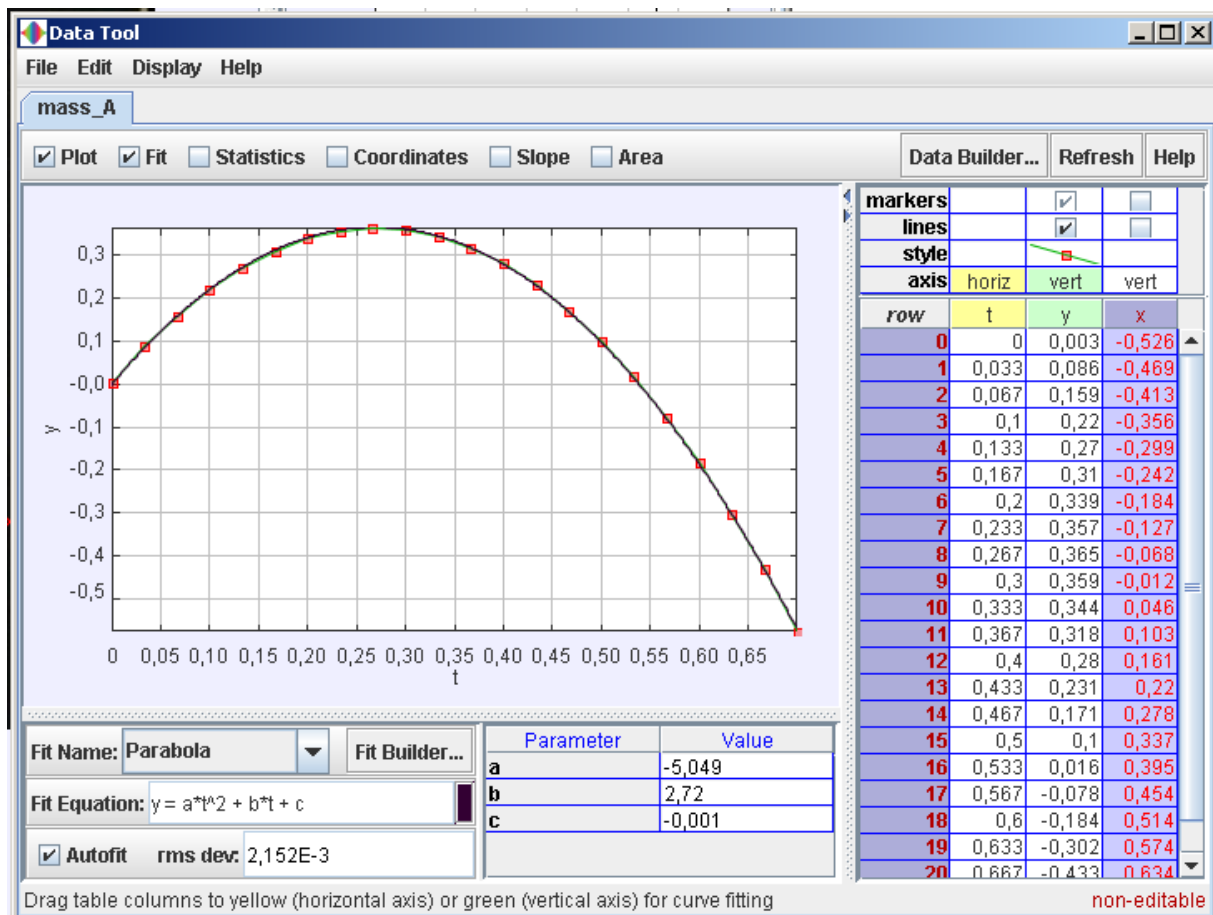 Data Tool
File Edit Display Help
mass_A
Plot Fit Statistics Coordinates Slope Area Data Builder... Refresh Help
0,3
0,2
0,1
-0,0
-0,1
-0,2
-0,3
-0,4
-0,5
y
0 0,05 0,10 0,15 0,20 0,25 0,30 0,35 0,40 0,45 0,50 0,55 0,60 0,65
t
markers
lines
style
axis horiz vert vert
row t y x
0 0 0,003 -0,526
1 0,033 0,086 -0,469
2 0,067 0,159 -0,413
3 0,1 0,22 -0,356
4 0,133 0,27 -0,299
5 0,167 0,31 -0,242
6 0,2 0,339 -0,184
7 0,233 0,357 -0,127
8 0,267 0,365 -0,068
9 0,3 0,359 -0,012
10 0,333 0,344 0,046
11 0,367 0,318 0,103
12 0,4 0,28 0,161
13 0,433 0,231 0,22
14 0,467 0,171 0,278
15 0,5 0,1 0,337
16 0,533 0,016 0,395
17 0,567 -0,078 0,454
18 0,6 -0,184 0,514
19 0,633 -0,302 0,574
20 0,667 -0,433 0,634
Fit Name: Parabola Fit Builder...
Fit Equation: y = a*t^2 + b*t + c
Autofit rms dev: 2,152E-3
Parameter Value
a -5,049
b 2,72
c -0,001
Drag table columns to yellow (horizontal axis) or green (vertical axis) for curve fitting non-editable